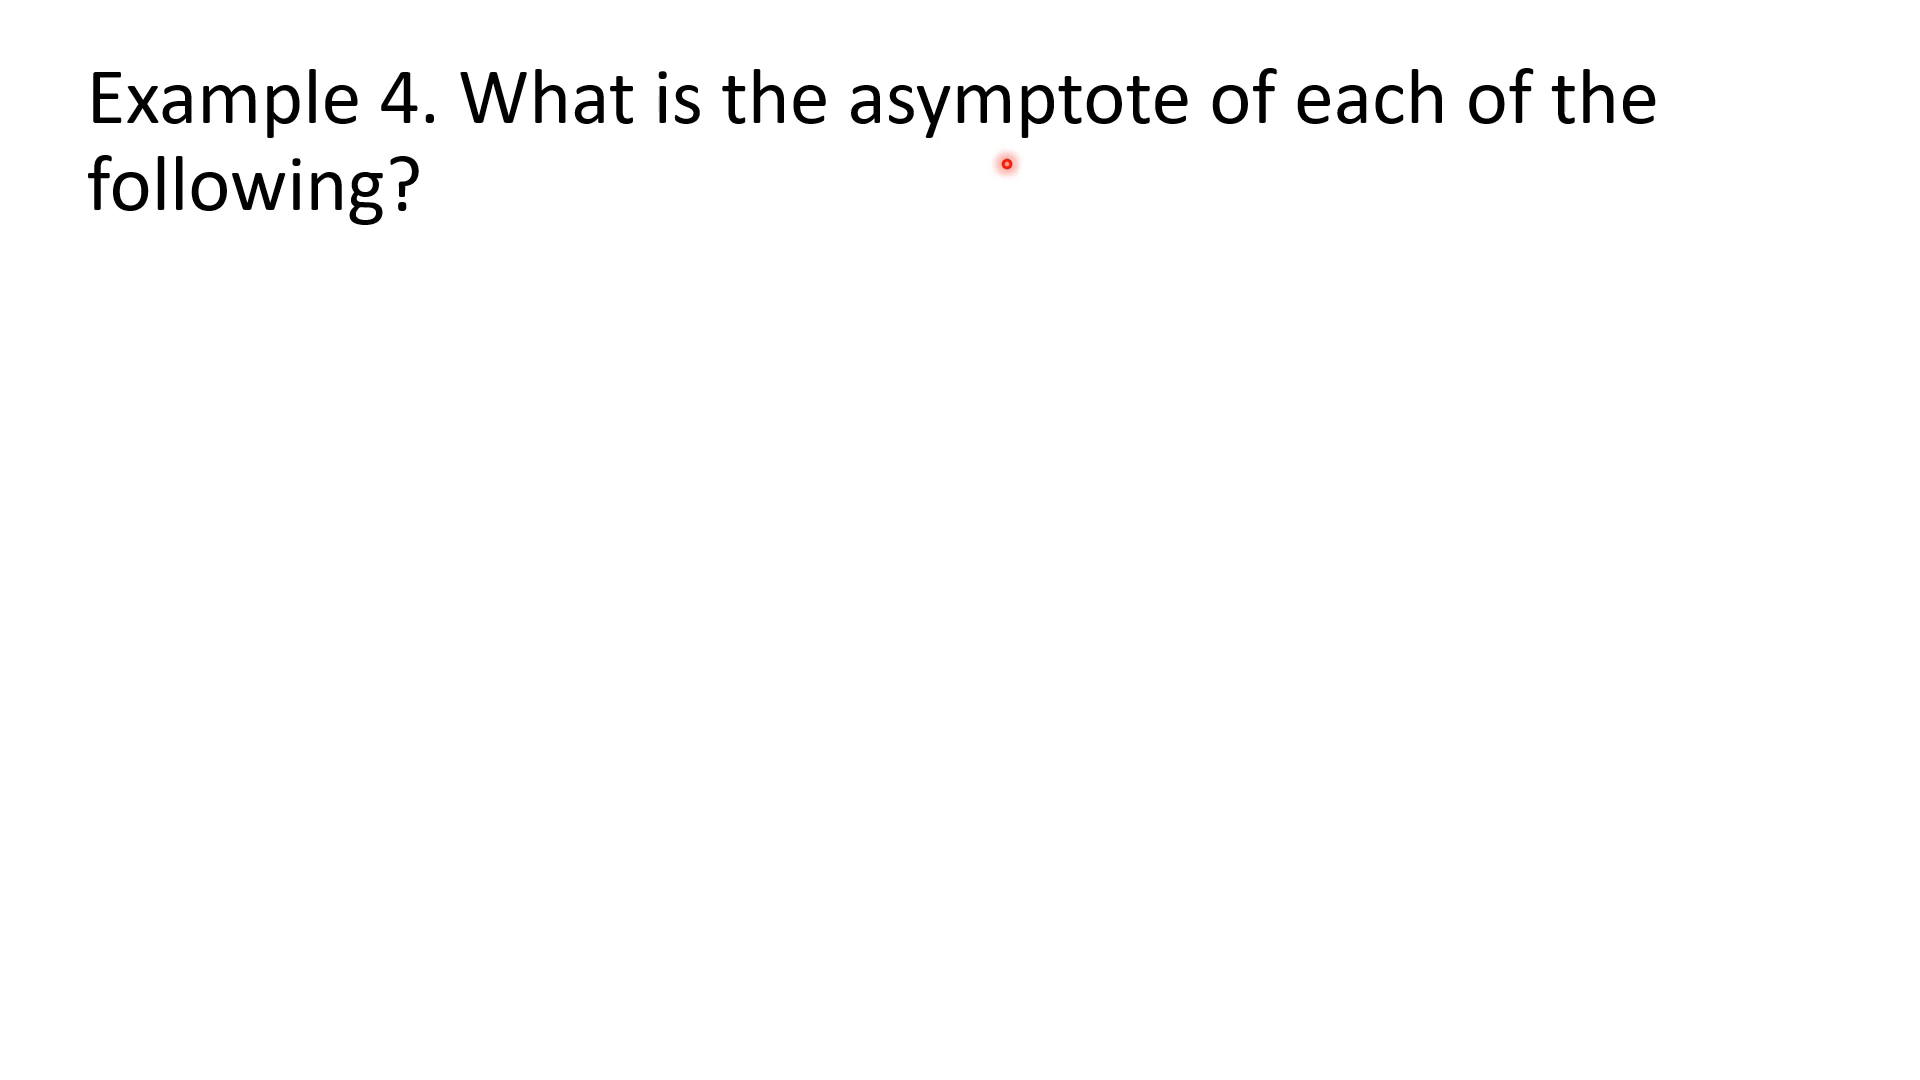 Example 4. What is the asymptote of each of the
following?